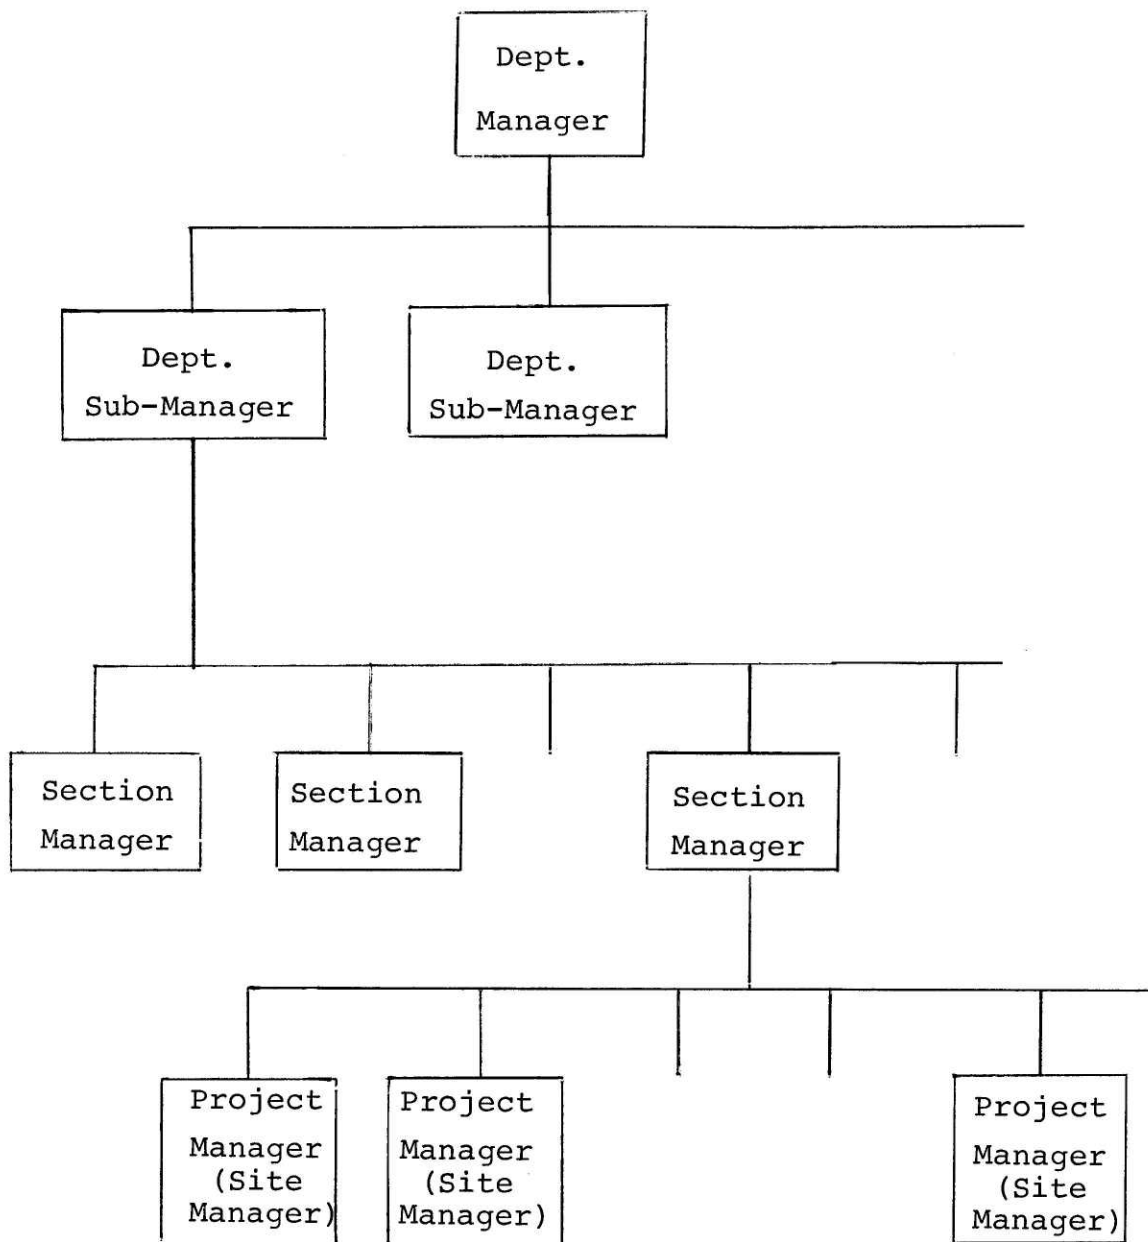 Dept.
Manager
Dept.
Sub-Manager
Dept.
Sub-Manager
Section
Manager
Section
Manager
Section
Manager
Project
Manager
(Site
Manager)
Project
Manager
(Site
Manager)
Project
Manager
(Site
Manager)